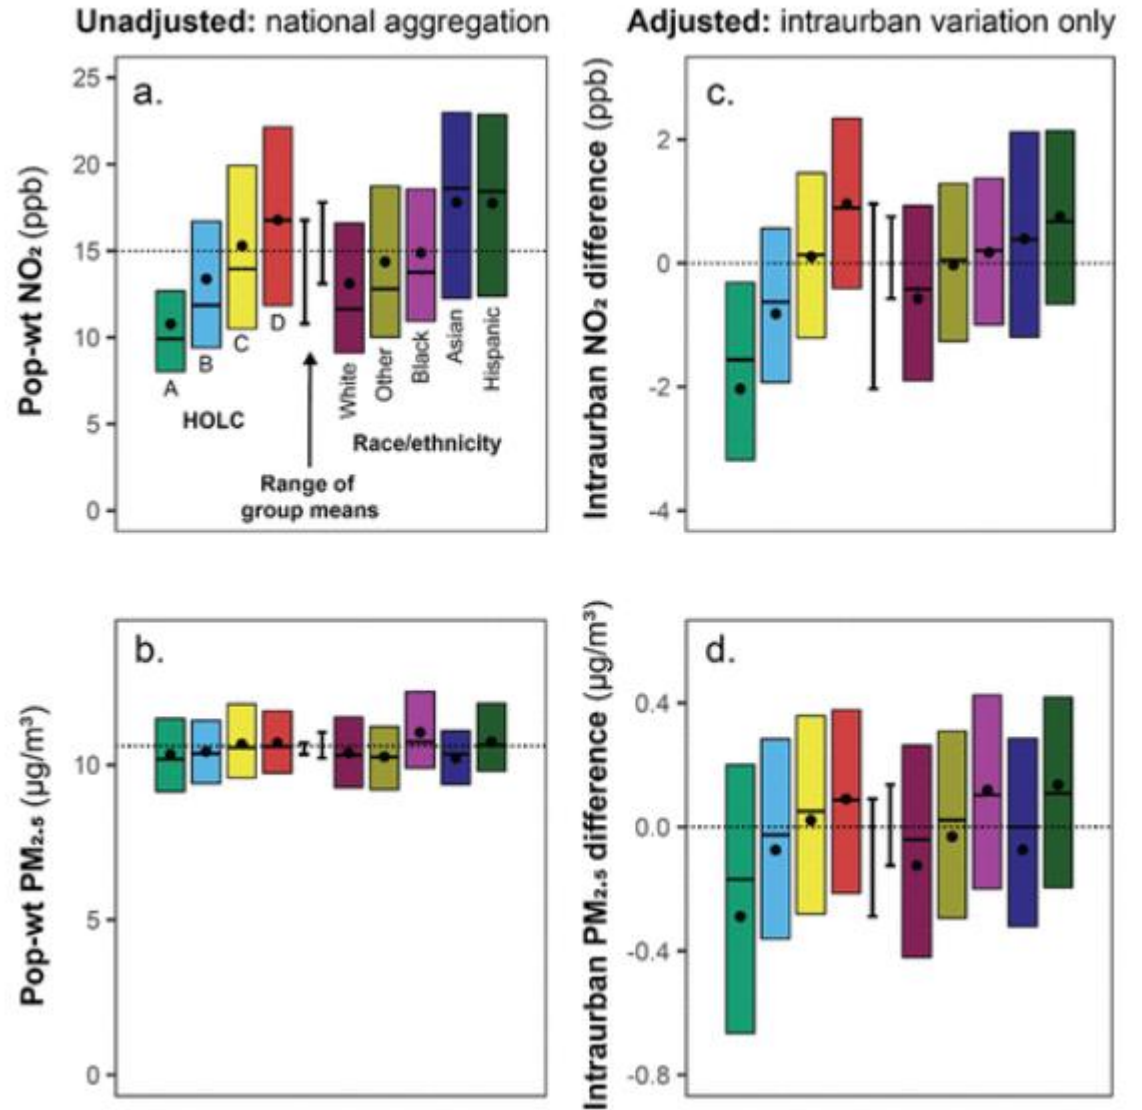 Unadjusted: national aggregation
Adjusted: intraurban variation only
a.
Pop-wt NO₂ (ppb)
25
20
15
10
5
0
A
B
C
D
HOLC
Range of
group means
White
Other
Black
Asian
Hispanic
Race/ethnicity
c.
Intraurban NO₂ difference (ppb)
2
0
-2
-4
b.
Pop-wt PM₂.₅ (µg/m³)
10
5
0
d.
Intraurban PM₂.₅ difference (µg/m³)
0.4
0.0
-0.4
-0.8